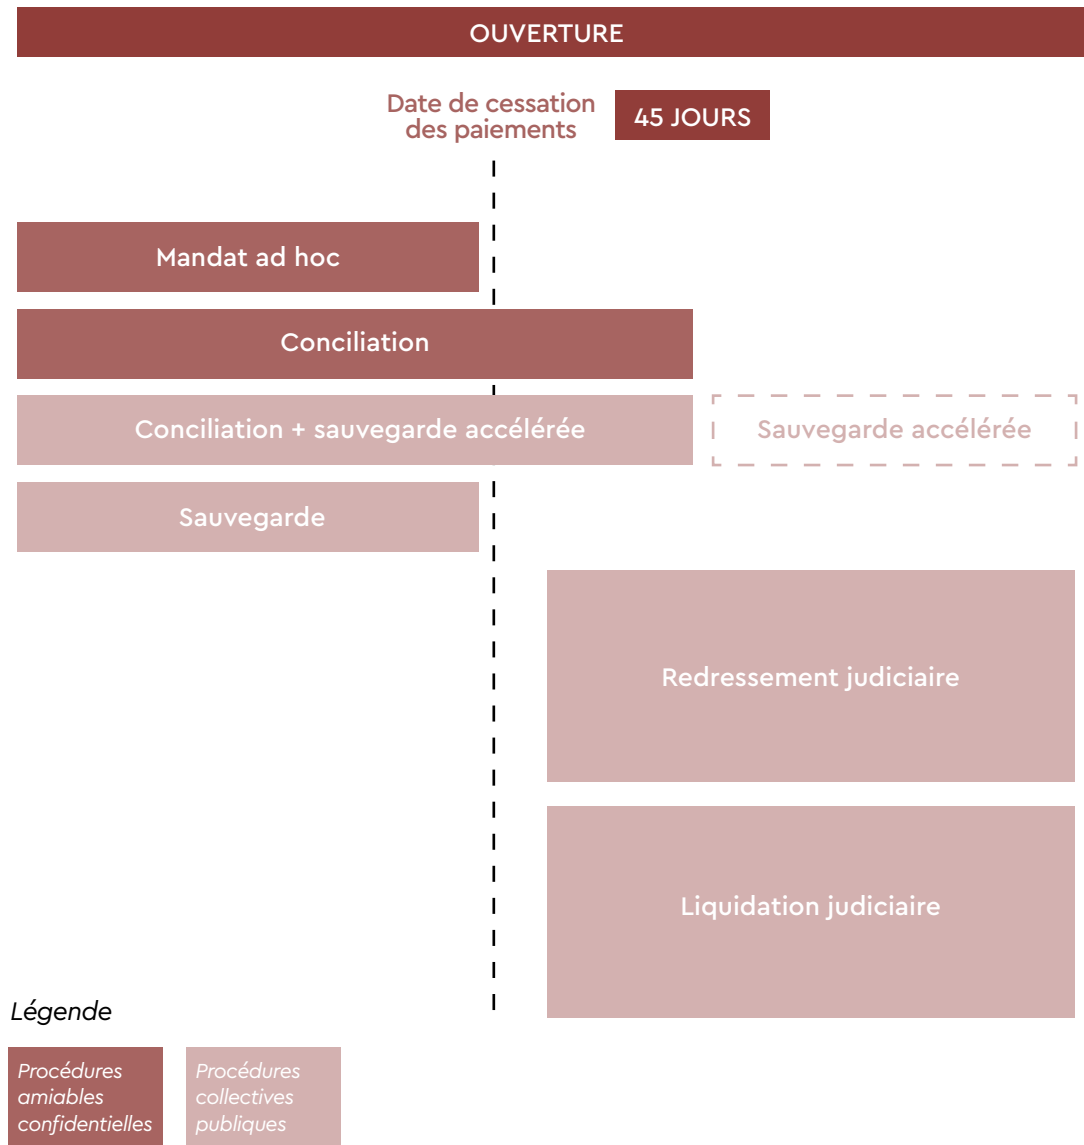 OUVERTURE
Date de cessation
des paiements
45 JOURS
Mandat ad hoc
Conciliation
Conciliation + sauvegarde accélérée
Sauvegarde accélérée
Sauvegarde
Redressement judiciaire
Liquidation judiciaire
Légende
Procédures
amiables
confidentielles
Procédures
collectives
publiques